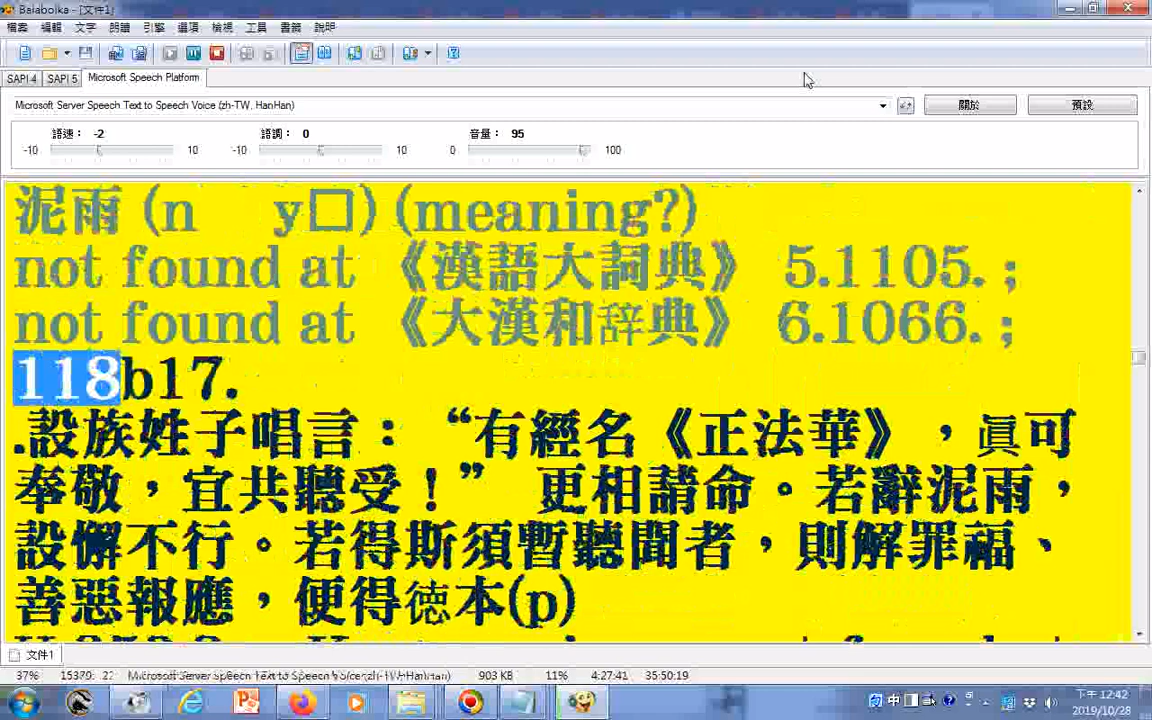 Balabolka - [文件1]
檔案 編輯 文字 朗讀 引擎 選項 檢視 工具 書籤 說明
SAPI 4 SAPI 5 Microsoft Speech Platform
Microsoft Server Speech Text to Speech Voice (zh-TW, HanHan) 關於 預設
語速： -2 語調： 0 音量： 95
-10 10 -10 10 0 100
泥雨 (n y口) (meaning?)
not found at 《漢語大詞典》 5.1105. ;
not found at 《大漢和辞典》 6.1066. ;
118b17.
.設族姓子唱言：“有經名《正法華》，眞可
奉敬，宜共聽受！” 更相請命。若辭泥雨，
設懈不行。若得斯須暫聽聞者，則解罪福、
善惡報應，便得徳本(p)
文件1
37% 15379: 22 Microsoft Server Speech Text to Speech Voice (zh-TW, HanHan) 903 KB 11% 4:27:41 35:50:19
中
下午 12:42
2019/10/28